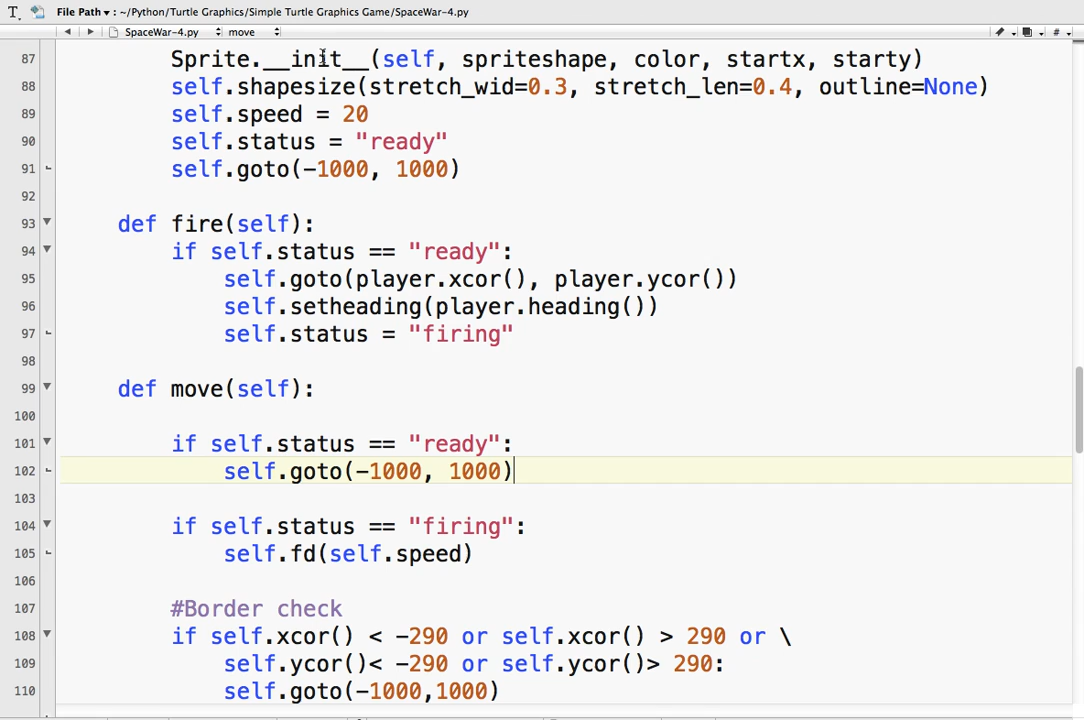 File Path ▾ : ~/Python/Turtle Graphics/Simple Turtle Graphics Game/SpaceWar-4.py
SpaceWar-4.py move
87 Sprite.__init__(self, spriteshape, color, startx, starty)
88 self.shapesize(stretch_wid=0.3, stretch_len=0.4, outline=None)
89 self.speed = 20
90 self.status = "ready"
91 self.goto(-1000, 1000)
92
93 def fire(self):
94 if self.status == "ready":
95 self.goto(player.xcor(), player.ycor())
96 self.setheading(player.heading())
97 self.status = "firing"
98
99 def move(self):
100
101 if self.status == "ready":
102 self.goto(-1000, 1000)
103
104 if self.status == "firing":
105 self.fd(self.speed)
106
107 #Border check
108 if self.xcor() < -290 or self.xcor() > 290 or \
109 self.ycor()< -290 or self.ycor()> 290:
110 self.goto(-1000,1000)